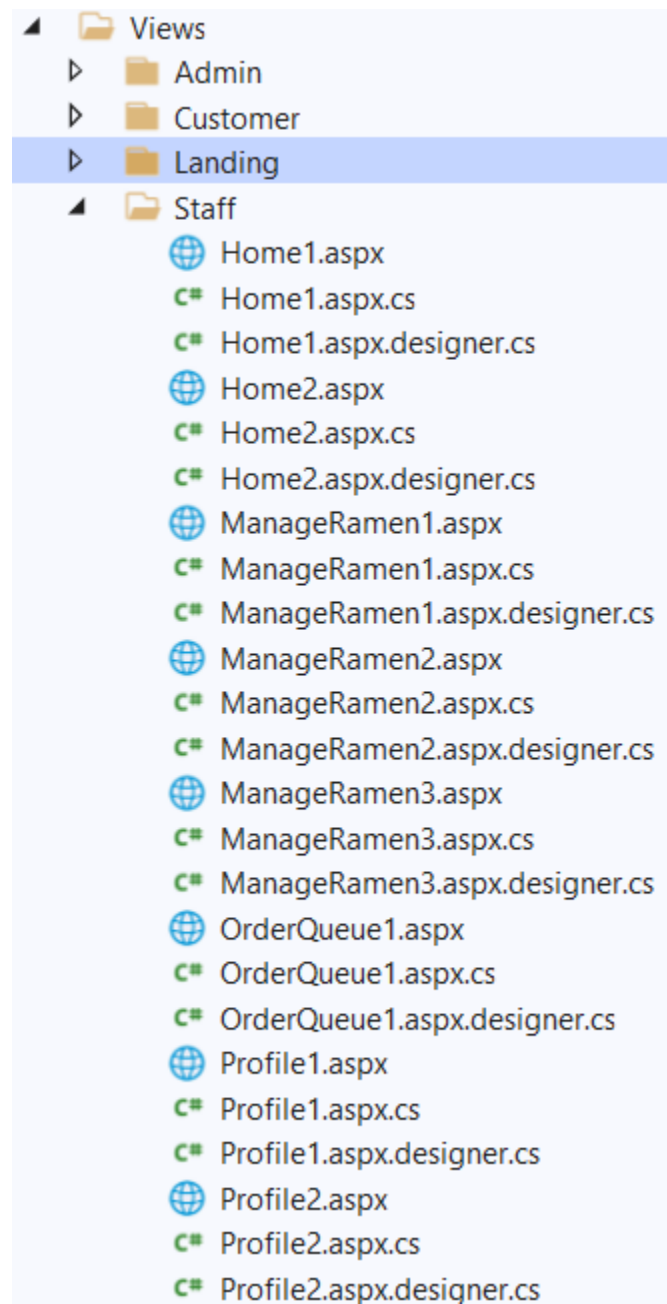 Views
Admin
Customer
Landing
Staff
Home1.aspx
C# Home1.aspx.cs
C# Home1.aspx.designer.cs
Home2.aspx
C# Home2.aspx.cs
C# Home2.aspx.designer.cs
ManageRamen1.aspx
C# ManageRamen1.aspx.cs
C# ManageRamen1.aspx.designer.cs
ManageRamen2.aspx
C# ManageRamen2.aspx.cs
C# ManageRamen2.aspx.designer.cs
ManageRamen3.aspx
C# ManageRamen3.aspx.cs
C# ManageRamen3.aspx.designer.cs
OrderQueue1.aspx
C# OrderQueue1.aspx.cs
C# OrderQueue1.aspx.designer.cs
Profile1.aspx
C# Profile1.aspx.cs
C# Profile1.aspx.designer.cs
Profile2.aspx
C# Profile2.aspx.cs
C# Profile2.aspx.designer.cs